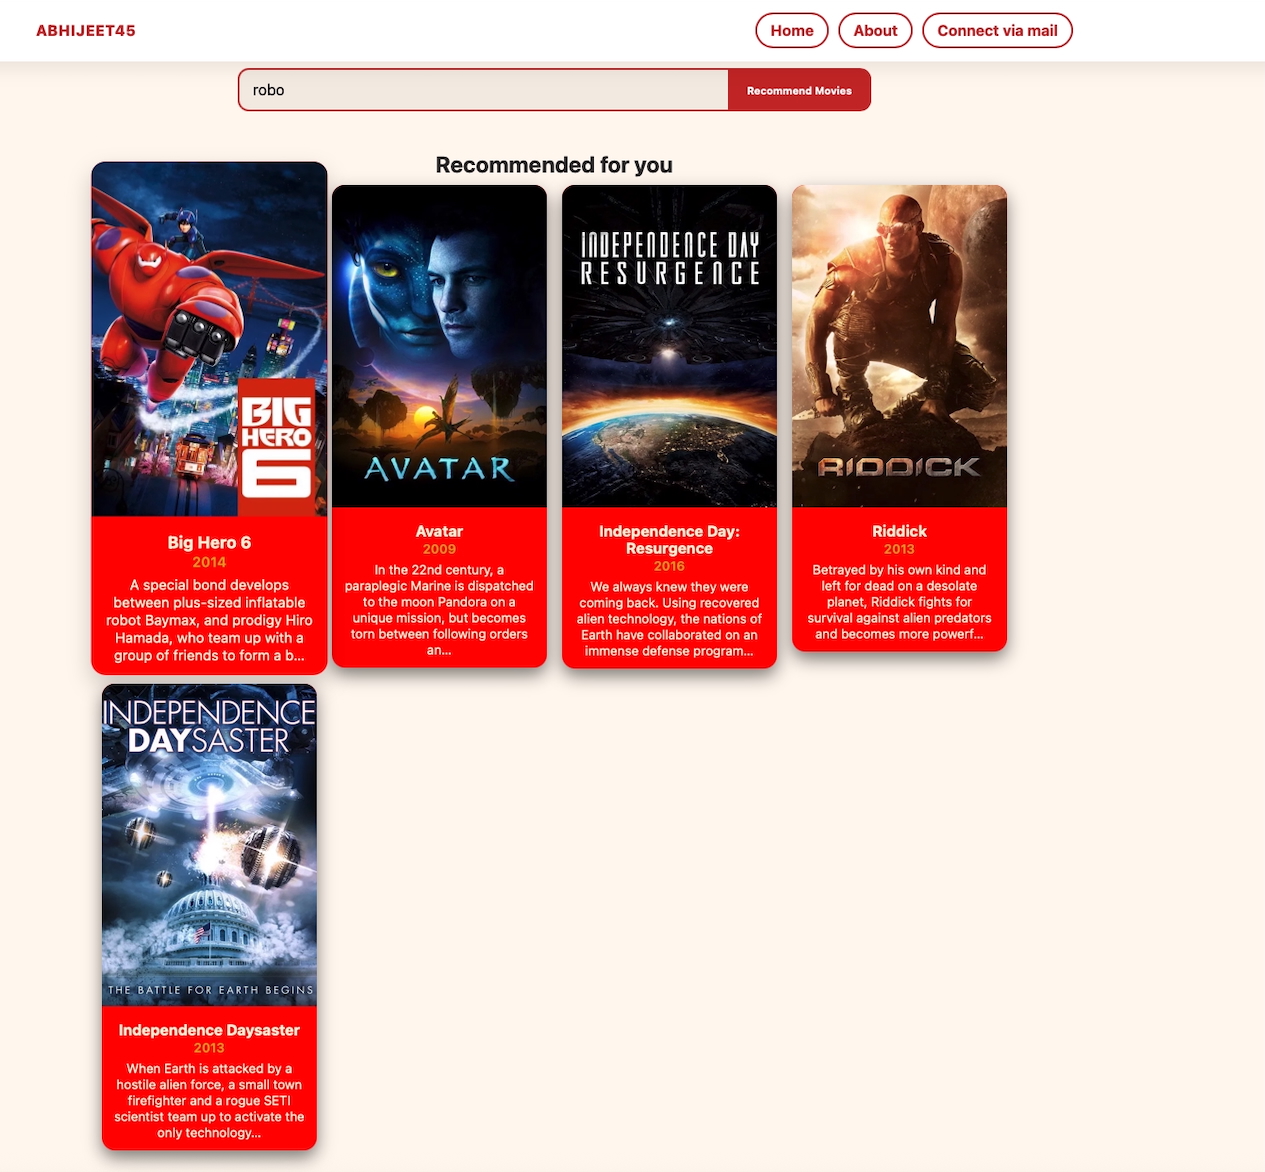 ABHIJEET45
Home
About
Connect via mail
robo
Recommend Movies
Recommended for you
BIG
HERO
6
Big Hero 6
2014
A special bond develops
between plus-sized inflatable
robot Baymax, and prodigy Hiro
Hamada, who team up with a
group of friends to form a b...
AVATAR
Avatar
2009
In the 22nd century, a
paraplegic Marine is dispatched
to the moon Pandora on a
unique mission, but becomes
torn between following orders
an...
INDEPENDENCE DAY
RESURGENCE
Independence Day:
Resurgence
2016
We always knew they were
coming back. Using recovered
alien technology, the nations of
Earth have collaborated on an
immense defense program...
RIDDICK
Riddick
2013
Betrayed by his own kind and
left for dead on a desolate
planet, Riddick fights for
survival against alien predators
and becomes more powerf...
INDEPENDENCE
DAYSASTER
THE BATTLE FOR EARTH BEGINS
Independence Daysaster
2013
When Earth is attacked by a
hostile alien force, a small town
firefighter and a rogue SETI
scientist team up to activate the
only technology...